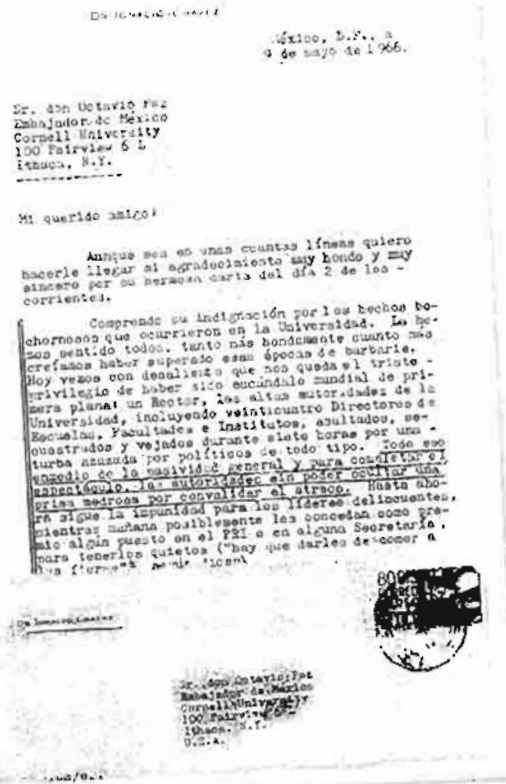 Dr. Ignacio Chávez
México, D.F., a
9 de mayo de 1966.
Sr. don Octavio Paz
Embajador de México
Cornell University
100 Fairview 6 L
Ithaca, N.Y.
Mi querido amigo:
Aunque sea en unas cuantas líneas quiero
hacerle llegar mi agradecimiento muy hondo y muy
sincero por su hermosa carta del día 2 de los -
corrientes.
Comprendo su indignación por los hechos bo-
chornosos que ocurrieron en la Universidad. Lo he-
mos sentido todos, tanto más hondamente cuanto más
creíamos haber superado esas épocas de barbarie.
Hoy vemos con desaliento que nos queda el triste -
privilegio de haber sido escándalo mundial de pri-
mera plana: un Rector, las altas autoridades de la
Universidad, incluyendo veinticuatro Directores de
Escuelas, Facultades e Institutos, asaltados, se-
cuestrados y vejados durante siete horas por una -
turba azuzada por políticos de todo tipo. Todo eso
enmedio de la pasividad general y para completar el
espectáculo, las autoridades sin poder ocultar una
prisa medrosa por convalidar el atraco. Hasta aho-
ra sigue la impunidad para los líderes delincuentes,
mientras mañana posiblemente les concedan como pre-
mio algún puesto en el PRI o en alguna Secretaría,
para tenerlos quietos ("hay que darles de comer a
las fieras"
Dr. Ignacio Chávez
Sr. don Octavio Paz
Embajador de México
Cornell University
100 Fairview 6 L
Ithaca, N.Y.
U.S.A.